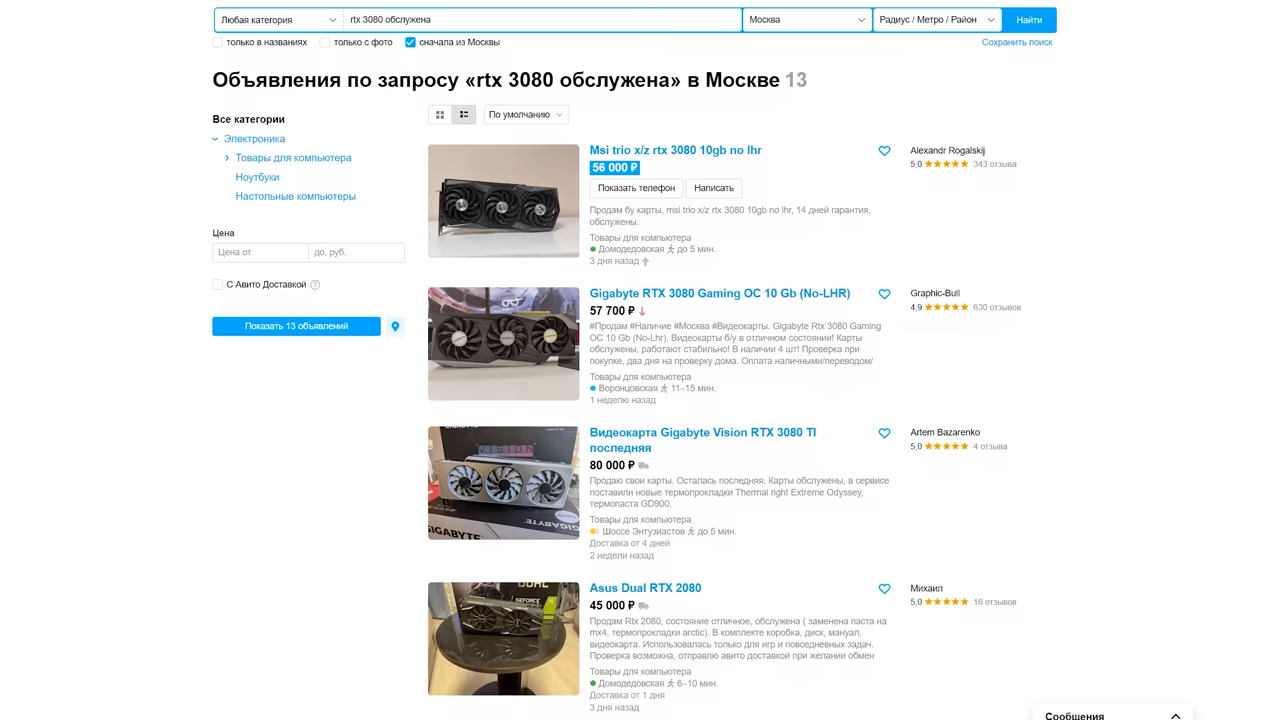 Любая категория
rtx 3080 обслужена
Москва
Радиус / Метро / Район
Найти
только в названиях
только с фото
сначала из Москвы
Сохранить поиск
Объявления по запросу «rtx 3080 обслужена» в Москве 13
Все категории
Электроника
Товары для компьютера
Ноутбуки
Настольные компьютеры
Цена
Цена от
до, руб.
С Авито Доставкой
?
Показать 13 объявлений
По умолчанию
Msi trio x/z rtx 3080 10gb no lhr
56 000 ₽
Показать телефон
Написать
Продам бу карты, msi trio x/z rtx 3080 10gb no lhr, 14 дней гарантия,
обслужены.
Товары для компьютера
Домодедовская до 5 мин.
3 дня назад
Alexandr Rogalskij
5,0 343 отзыва
Gigabyte RTX 3080 Gaming OC 10 Gb (No-LHR)
57 700 ₽
#Продам #Наличие #Москва #Видеокарты. Gigabyte Rtx 3080 Gaming
OC 10 Gb (No-Lhr). Видеокарты б/у в отличном состоянии! Карты
обслужены, работают стабильно! В наличии 4 шт! Проверка при
покупке, два дня на проверку дома. Оплата наличными/переводом/
Товары для компьютера
Воронцовская 11–15 мин.
1 неделю назад
Graphic-Bull
4,9 630 отзывов
VISION
GIGABYTE
Видеокарта Gigabyte Vision RTX 3080 TI
последняя
80 000 ₽
Продаю свои карты. Осталась последняя. Карты обслужены, в сервисе
поставили новые термопрокладки Thermal right Extreme Odyssey,
термопаста GD900.
Товары для компьютера
Шоссе Энтузиастов до 5 мин.
Доставка от 4 дней
2 недели назад
Artem Bazarenko
5,0 4 отзыва
DUAL
GEFORCE
Asus Dual RTX 2080
45 000 ₽
Продам Rtx 2080, состояние отличное, обслужена ( заменена паста на
mx4, термопрокладки arctic). В комплекте коробка, диск, мануал,
видеокарта. Использовалась только для игр и повседневных задач.
Проверка возможна, отправлю авито доставкой при желании обмен
Товары для компьютера
Домодедовская 6–10 мин.
Доставка от 1 дня
3 дня назад
Михаил
5,0 16 отзывов
Сообщения